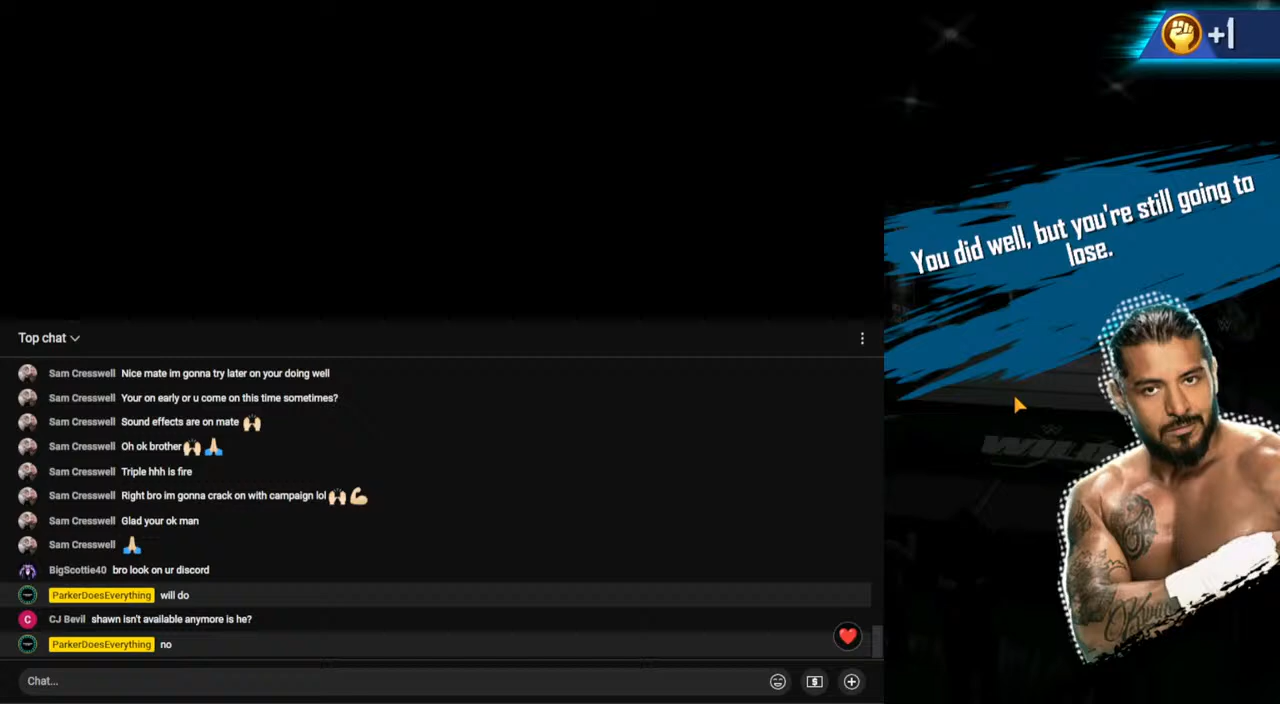 +1
You did well, but you're still going to
lose.
Top chat
Sam Cresswell Nice mate im gonna try later on your doing well
Sam Cresswell Your on early or u come on this time sometimes?
Sam Cresswell Sound effects are on mate 🙌🏻
Sam Cresswell Oh ok brother 🙌🏻 🙏🏻
Sam Cresswell Triple hhh is fire
Sam Cresswell Right bro im gonna crack on with campaign lol 🙌🏻 💪🏻
Sam Cresswell Glad your ok man
Sam Cresswell 🙏🏻
BigScottie40 bro look on ur discord
ParkerDoesEverything will do
C CJ Bevil shawn isn't available anymore is he?
ParkerDoesEverything no
Chat...